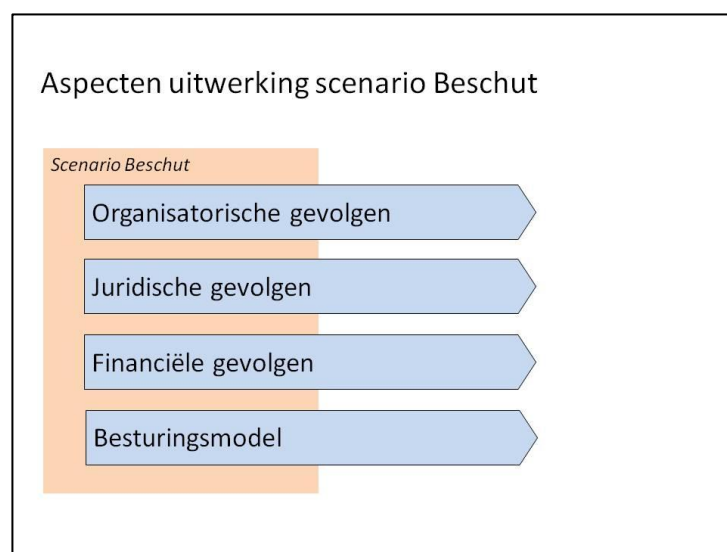 Aspecten uitwerking scenario Beschut
Scenario Beschut
Organisatorische gevolgen
Juridische gevolgen
Financiële gevolgen
Besturingsmodel